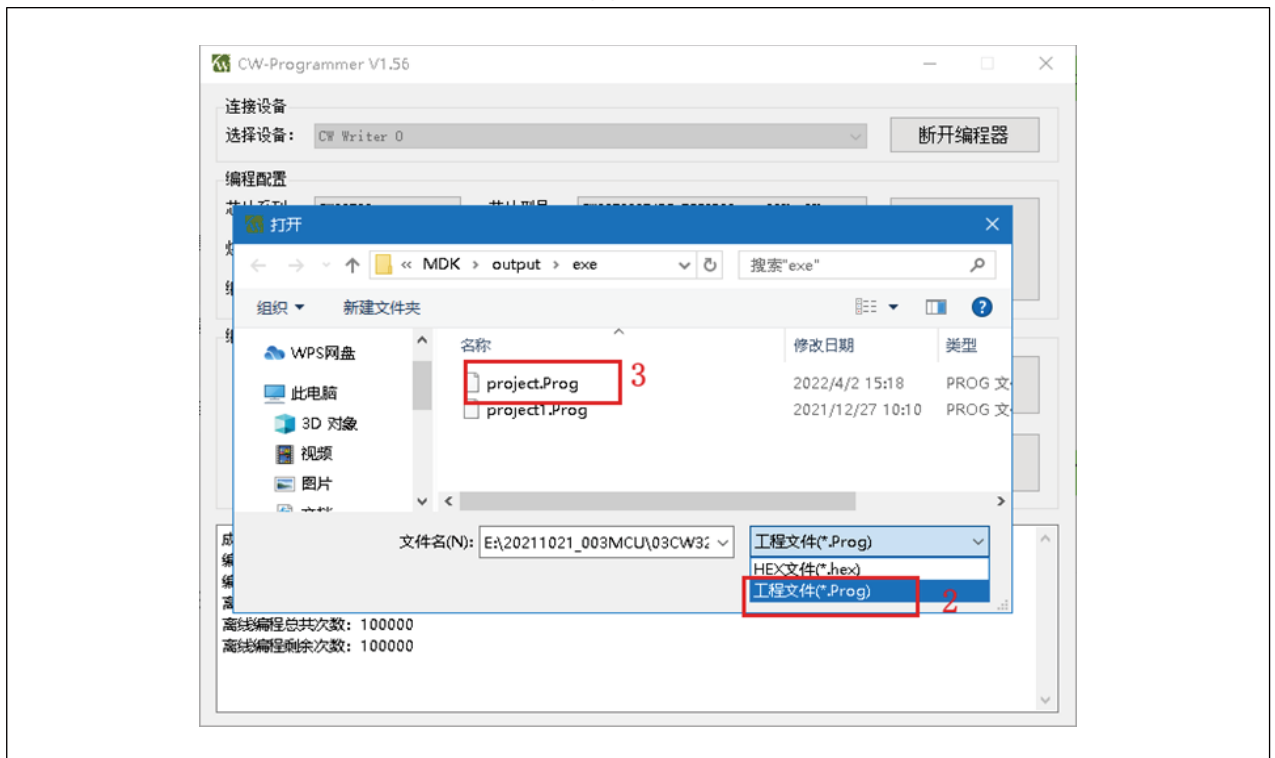 CW-Programmer V1.56
连接设备
选择设备: CW Writer 0
断开编程器
编程配置
打开
« MDK › output › exe
搜索"exe"
组织
新建文件夹
WPS网盘
此电脑
3D 对象
视频
图片
名称
修改日期
类型
project.Prog
2022/4/2 15:18
PROG 文
3
project1.Prog
2021/12/27 10:10
PROG 文
文件名(N): E:\20211021_003MCU\03CW32
工程文件(*.Prog)
HEX文件(*.hex)
工程文件(*.Prog)
2
离线编程总共次数: 100000
离线编程剩余次数: 100000